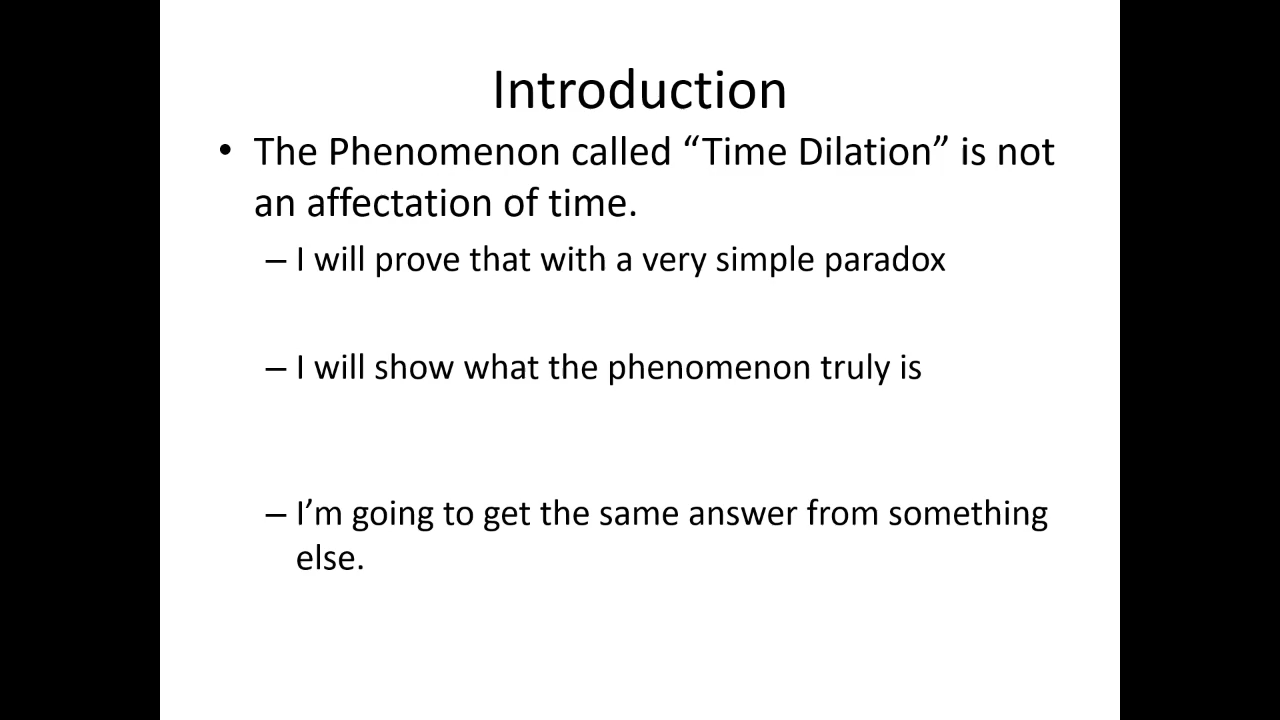 Introduction
• The Phenomenon called “Time Dilation” is not
an affectation of time.
– I will prove that with a very simple paradox
– I will show what the phenomenon truly is
– I’m going to get the same answer from something
else.